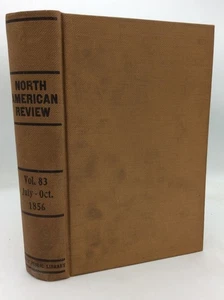 NORTH
AMERICAN
REVIEW
Vol. 83
July - Oct.
1856